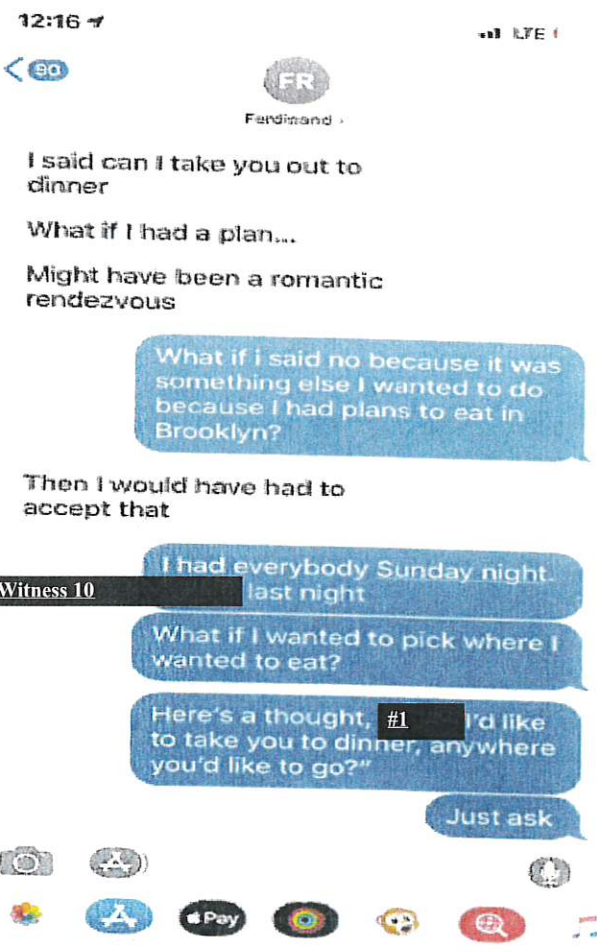 12:16
LTE
90
FR
Ferdinand
I said can I take you out to
dinner
What if I had a plan...
Might have been a romantic
rendezvous
What if i said no because it was
something else I wanted to do
because I had plans to eat in
Brooklyn?
Then I would have had to
accept that
I had everybody Sunday night.
Witness 10 last night
What if I wanted to pick where I
wanted to eat?
Here's a thought, #1 I'd like
to take you to dinner, anywhere
you'd like to go?"
Just ask
Pay